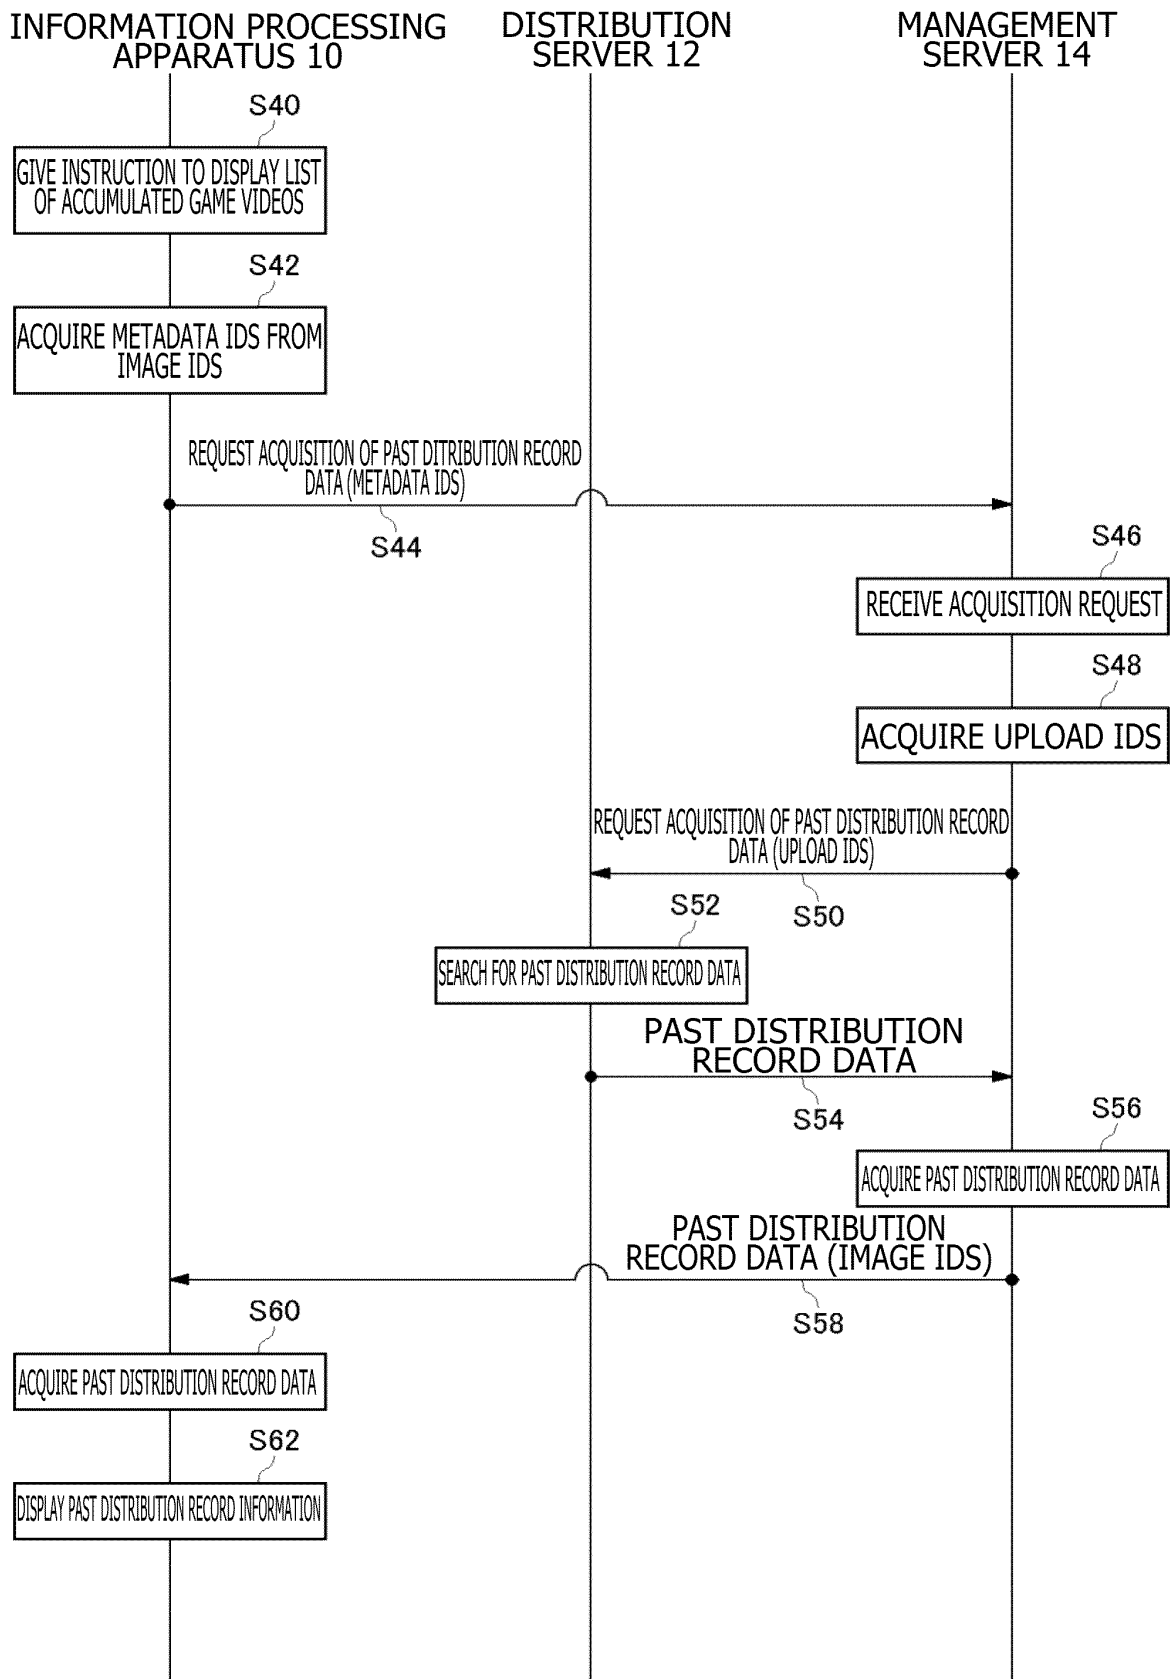 INFORMATION PROCESSING
APPARATUS 10
DISTRIBUTION
SERVER 12
MANAGEMENT
SERVER 14
S40
GIVE INSTRUCTION TO DISPLAY LIST
OF ACCUMULATED GAME VIDEOS
S42
ACQUIRE METADATA IDS FROM
IMAGE IDS
REQUEST ACQUISITION OF PAST DITRIBUTION RECORD
DATA (METADATA IDS)
S44
S46
RECEIVE ACQUISITION REQUEST
S48
ACQUIRE UPLOAD IDS
REQUEST ACQUISITION OF PAST DISTRIBUTION RECORD
DATA (UPLOAD IDS)
S50
S52
SEARCH FOR PAST DISTRIBUTION RECORD DATA
PAST DISTRIBUTION
RECORD DATA
S54
S56
ACQUIRE PAST DISTRIBUTION RECORD DATA
PAST DISTRIBUTION
RECORD DATA (IMAGE IDS)
S58
S60
ACQUIRE PAST DISTRIBUTION RECORD DATA
S62
DISPLAY PAST DISTRIBUTION RECORD INFORMATION